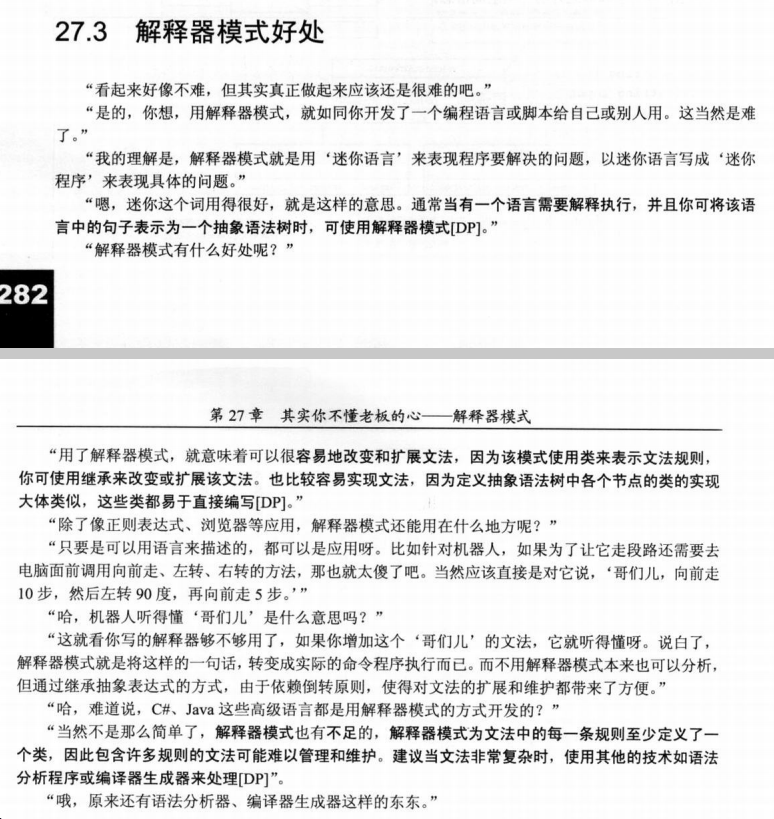 27.3 解释器模式好处
“看起来好像不难，但其实真正做起来应该还是很难的吧。”
“是的，你想，用解释器模式，就如同你开发了一个编程语言或脚本给自己或别人用。这当然是难
了。”
“我的理解是，解释器模式就是用‘迷你语言’来表现程序要解决的问题，以迷你语言写成‘迷你
程序’来表现具体的问题。”
“嗯，迷你这个词用得很好，就是这样的意思。通常当有一个语言需要解释执行，并且你可将该语
言中的句子表示为一个抽象语法树时，可使用解释器模式[DP]。”
“解释器模式有什么好处呢？”
282
第 27 章 其实你不懂老板的心——解释器模式
“用了解释器模式，就意味着可以很容易地改变和扩展文法，因为该模式使用类来表示文法规则，
你可使用继承来改变或扩展该文法。也比较容易实现文法，因为定义抽象语法树中各个节点的类的实现
大体类似，这些类都易于直接编写[DP]。”
“除了像正则表达式、浏览器等应用，解释器模式还能用在什么地方呢？”
“只要是可以用语言来描述的，都可以是应用呀。比如针对机器人，如果为了让它走段路还需要去
电脑面前调用向前走、左转、右转的方法，那也就太傻了吧。当然应该直接是对它说，‘哥们儿，向前走
10 步，然后左转 90 度，再向前走 5 步。’”
“哈，机器人听得懂‘哥们儿’是什么意思吗？”
“这就看你写的解释器够不够用了，如果你增加这个‘哥们儿’的文法，它就听得懂呀。说白了，
解释器模式就是将这样的一句话，转变成实际的命令程序执行而已。而不用解释器模式本来也可以分析，
但通过继承抽象表达式的方式，由于依赖倒转原则，使得对文法的扩展和维护都带来了方便。”
“哈，难道说，C#、Java 这些高级语言都是用解释器模式的方式开发的？”
“当然不是那么简单了，解释器模式也有不足的，解释器模式为文法中的每一条规则至少定义了一
个类，因此包含许多规则的文法可能难以管理和维护。建议当文法非常复杂时，使用其他的技术如语法
分析程序或编译器生成器来处理[DP]”。
“哦，原来还有语法分析器、编译器生成器这样的东东。”